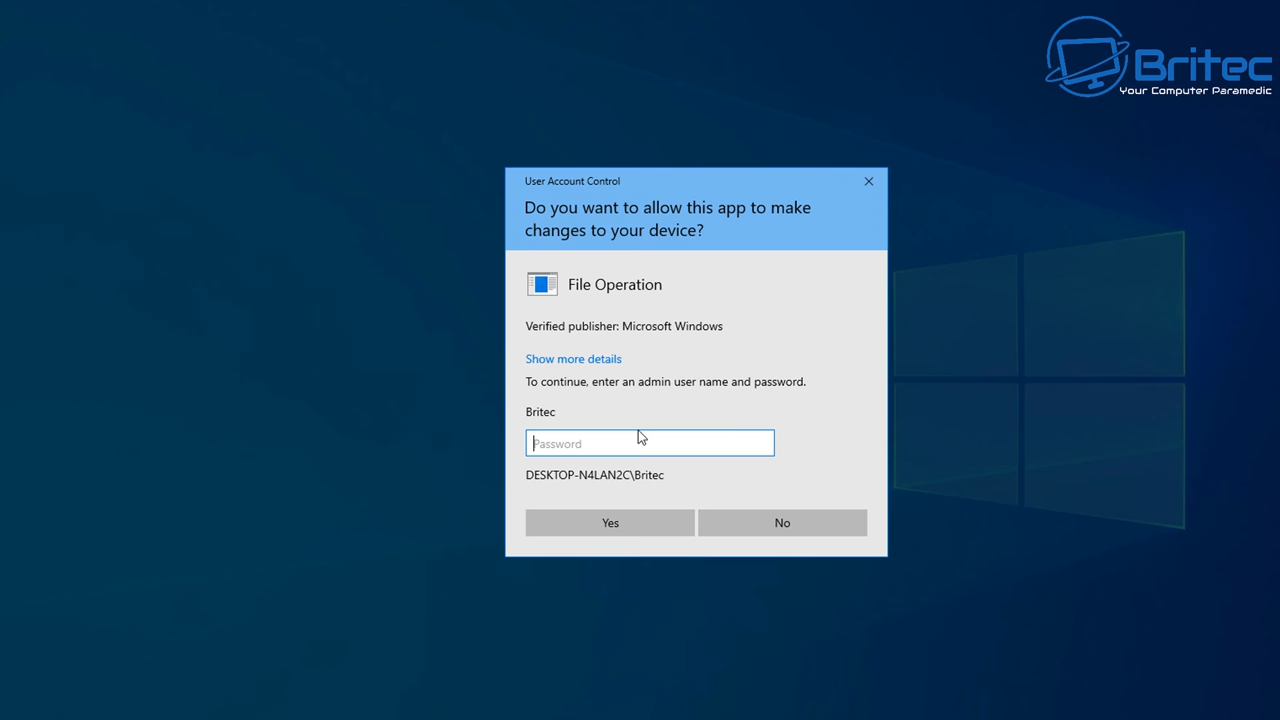 Britec
Your Computer Paramedic
User Account Control
Do you want to allow this app to make
changes to your device?
File Operation
Verified publisher: Microsoft Windows
Show more details
To continue, enter an admin user name and password.
Britec
Password
DESKTOP-N4LAN2C\Britec
Yes
No